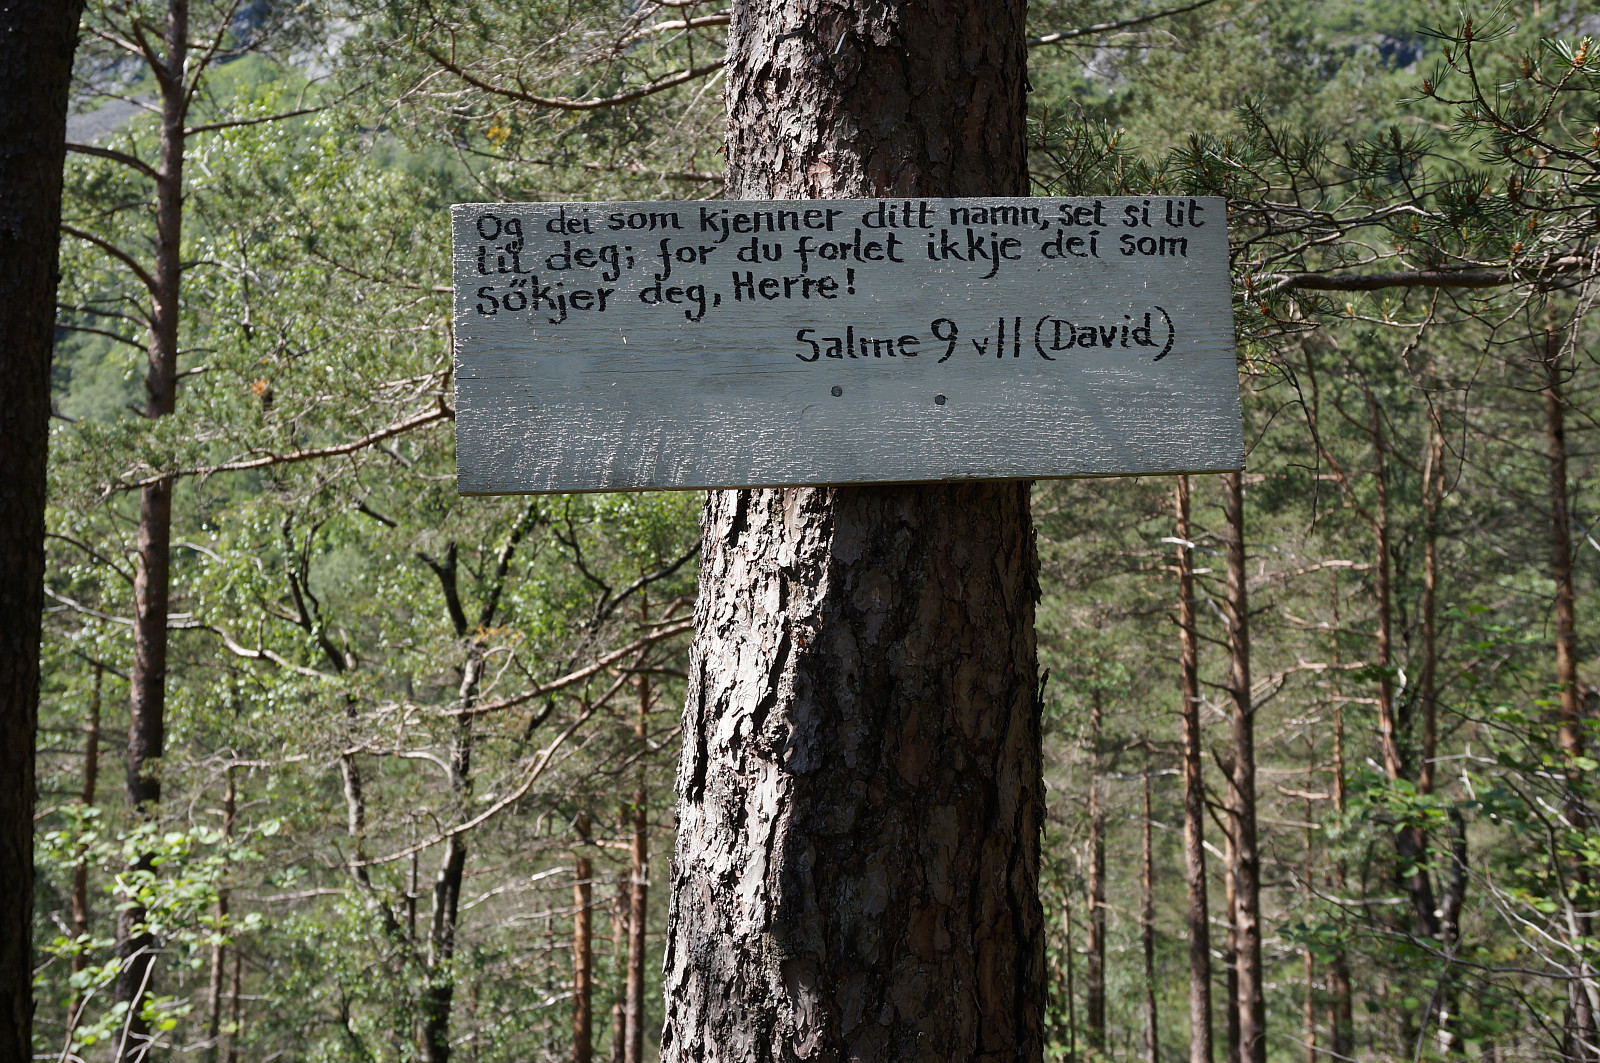 Og dei som kjenner ditt namn, set si lit
til deg; for du forlet ikkje dei som
Sőkjer deg, Herre!
Salme 9 v11 (David)